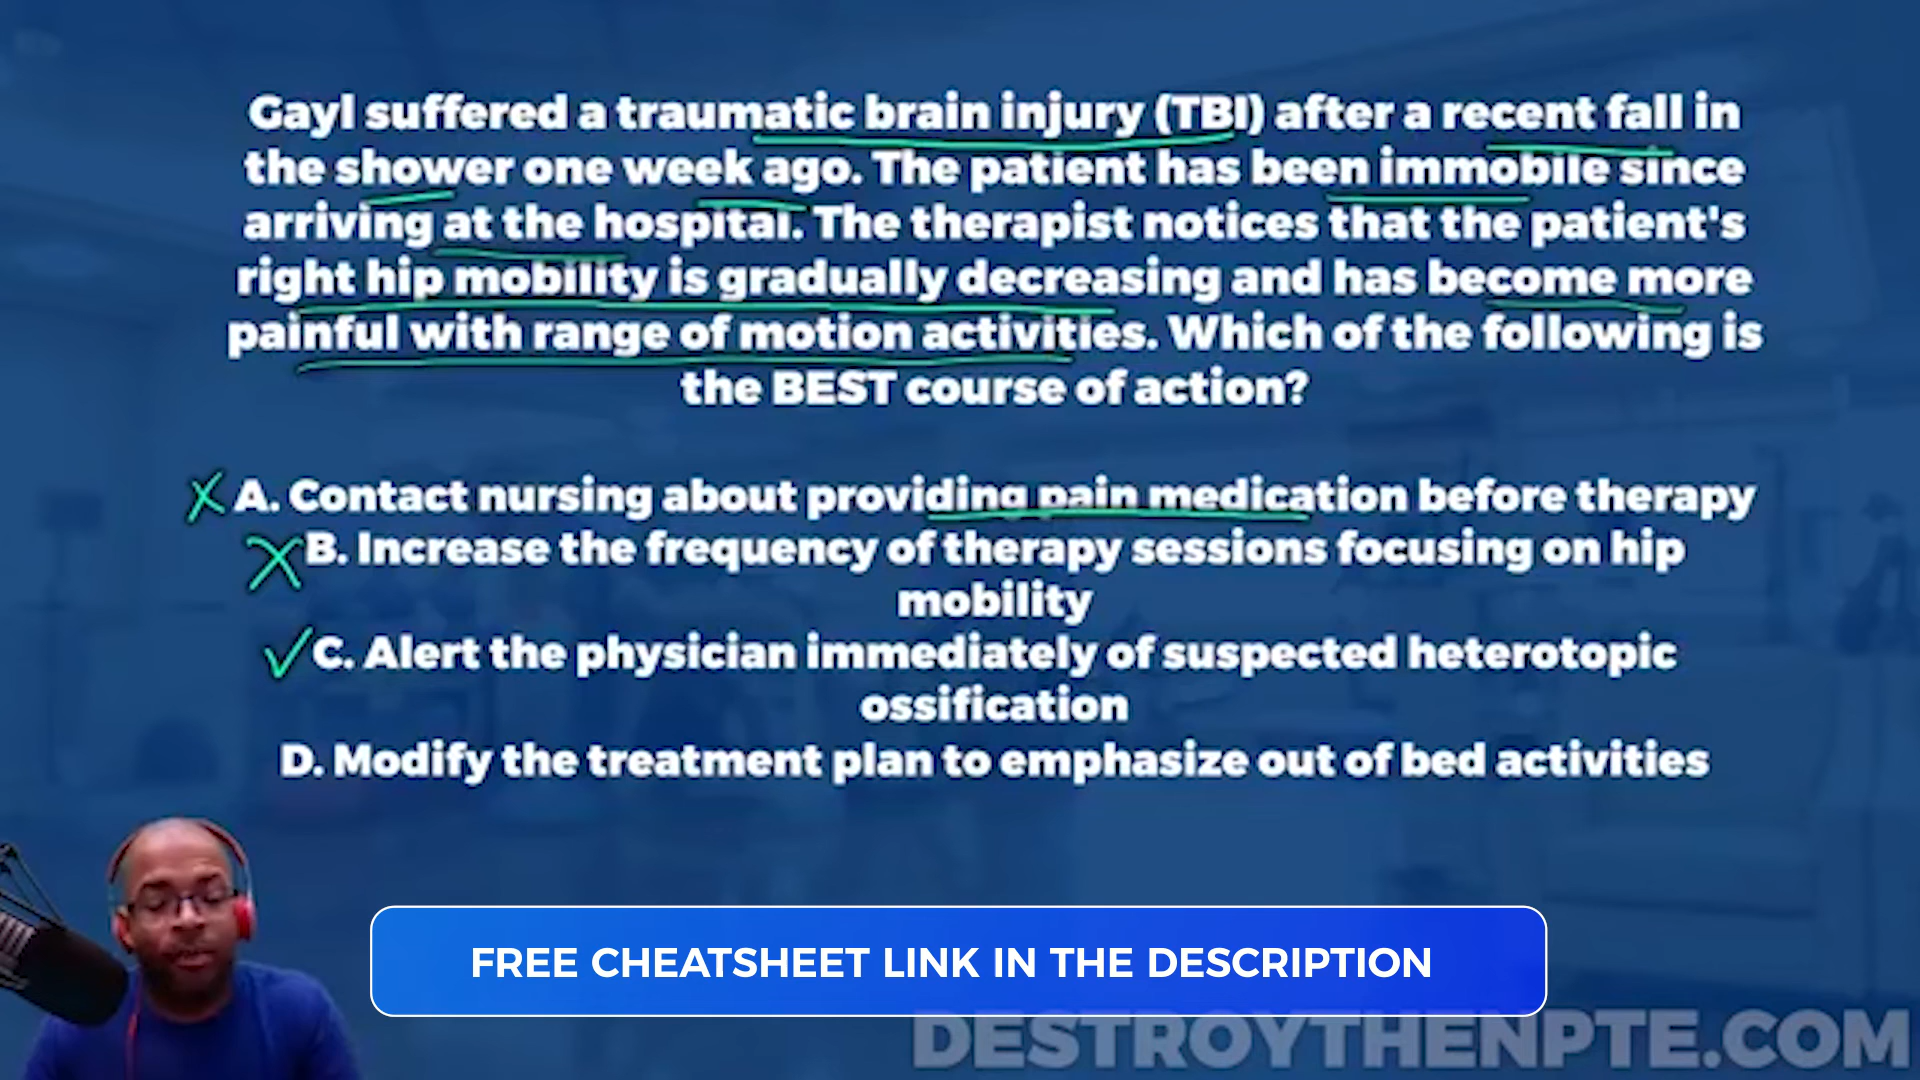 Gayl suffered a traumatic brain injury (TBI) after a recent fall in
the shower one week ago. The patient has been immobile since
arriving at the hospital. The therapist notices that the patient's
right hip mobility is gradually decreasing and has become more
painful with range of motion activities. Which of the following is
the BEST course of action?
A. Contact nursing about providing pain medication before therapy
B. Increase the frequency of therapy sessions focusing on hip
mobility
C. Alert the physician immediately of suspected heterotopic
ossification
D. Modify the treatment plan to emphasize out of bed activities
FREE CHEATSHEET LINK IN THE DESCRIPTION
DESTROYTHENPTE.COM